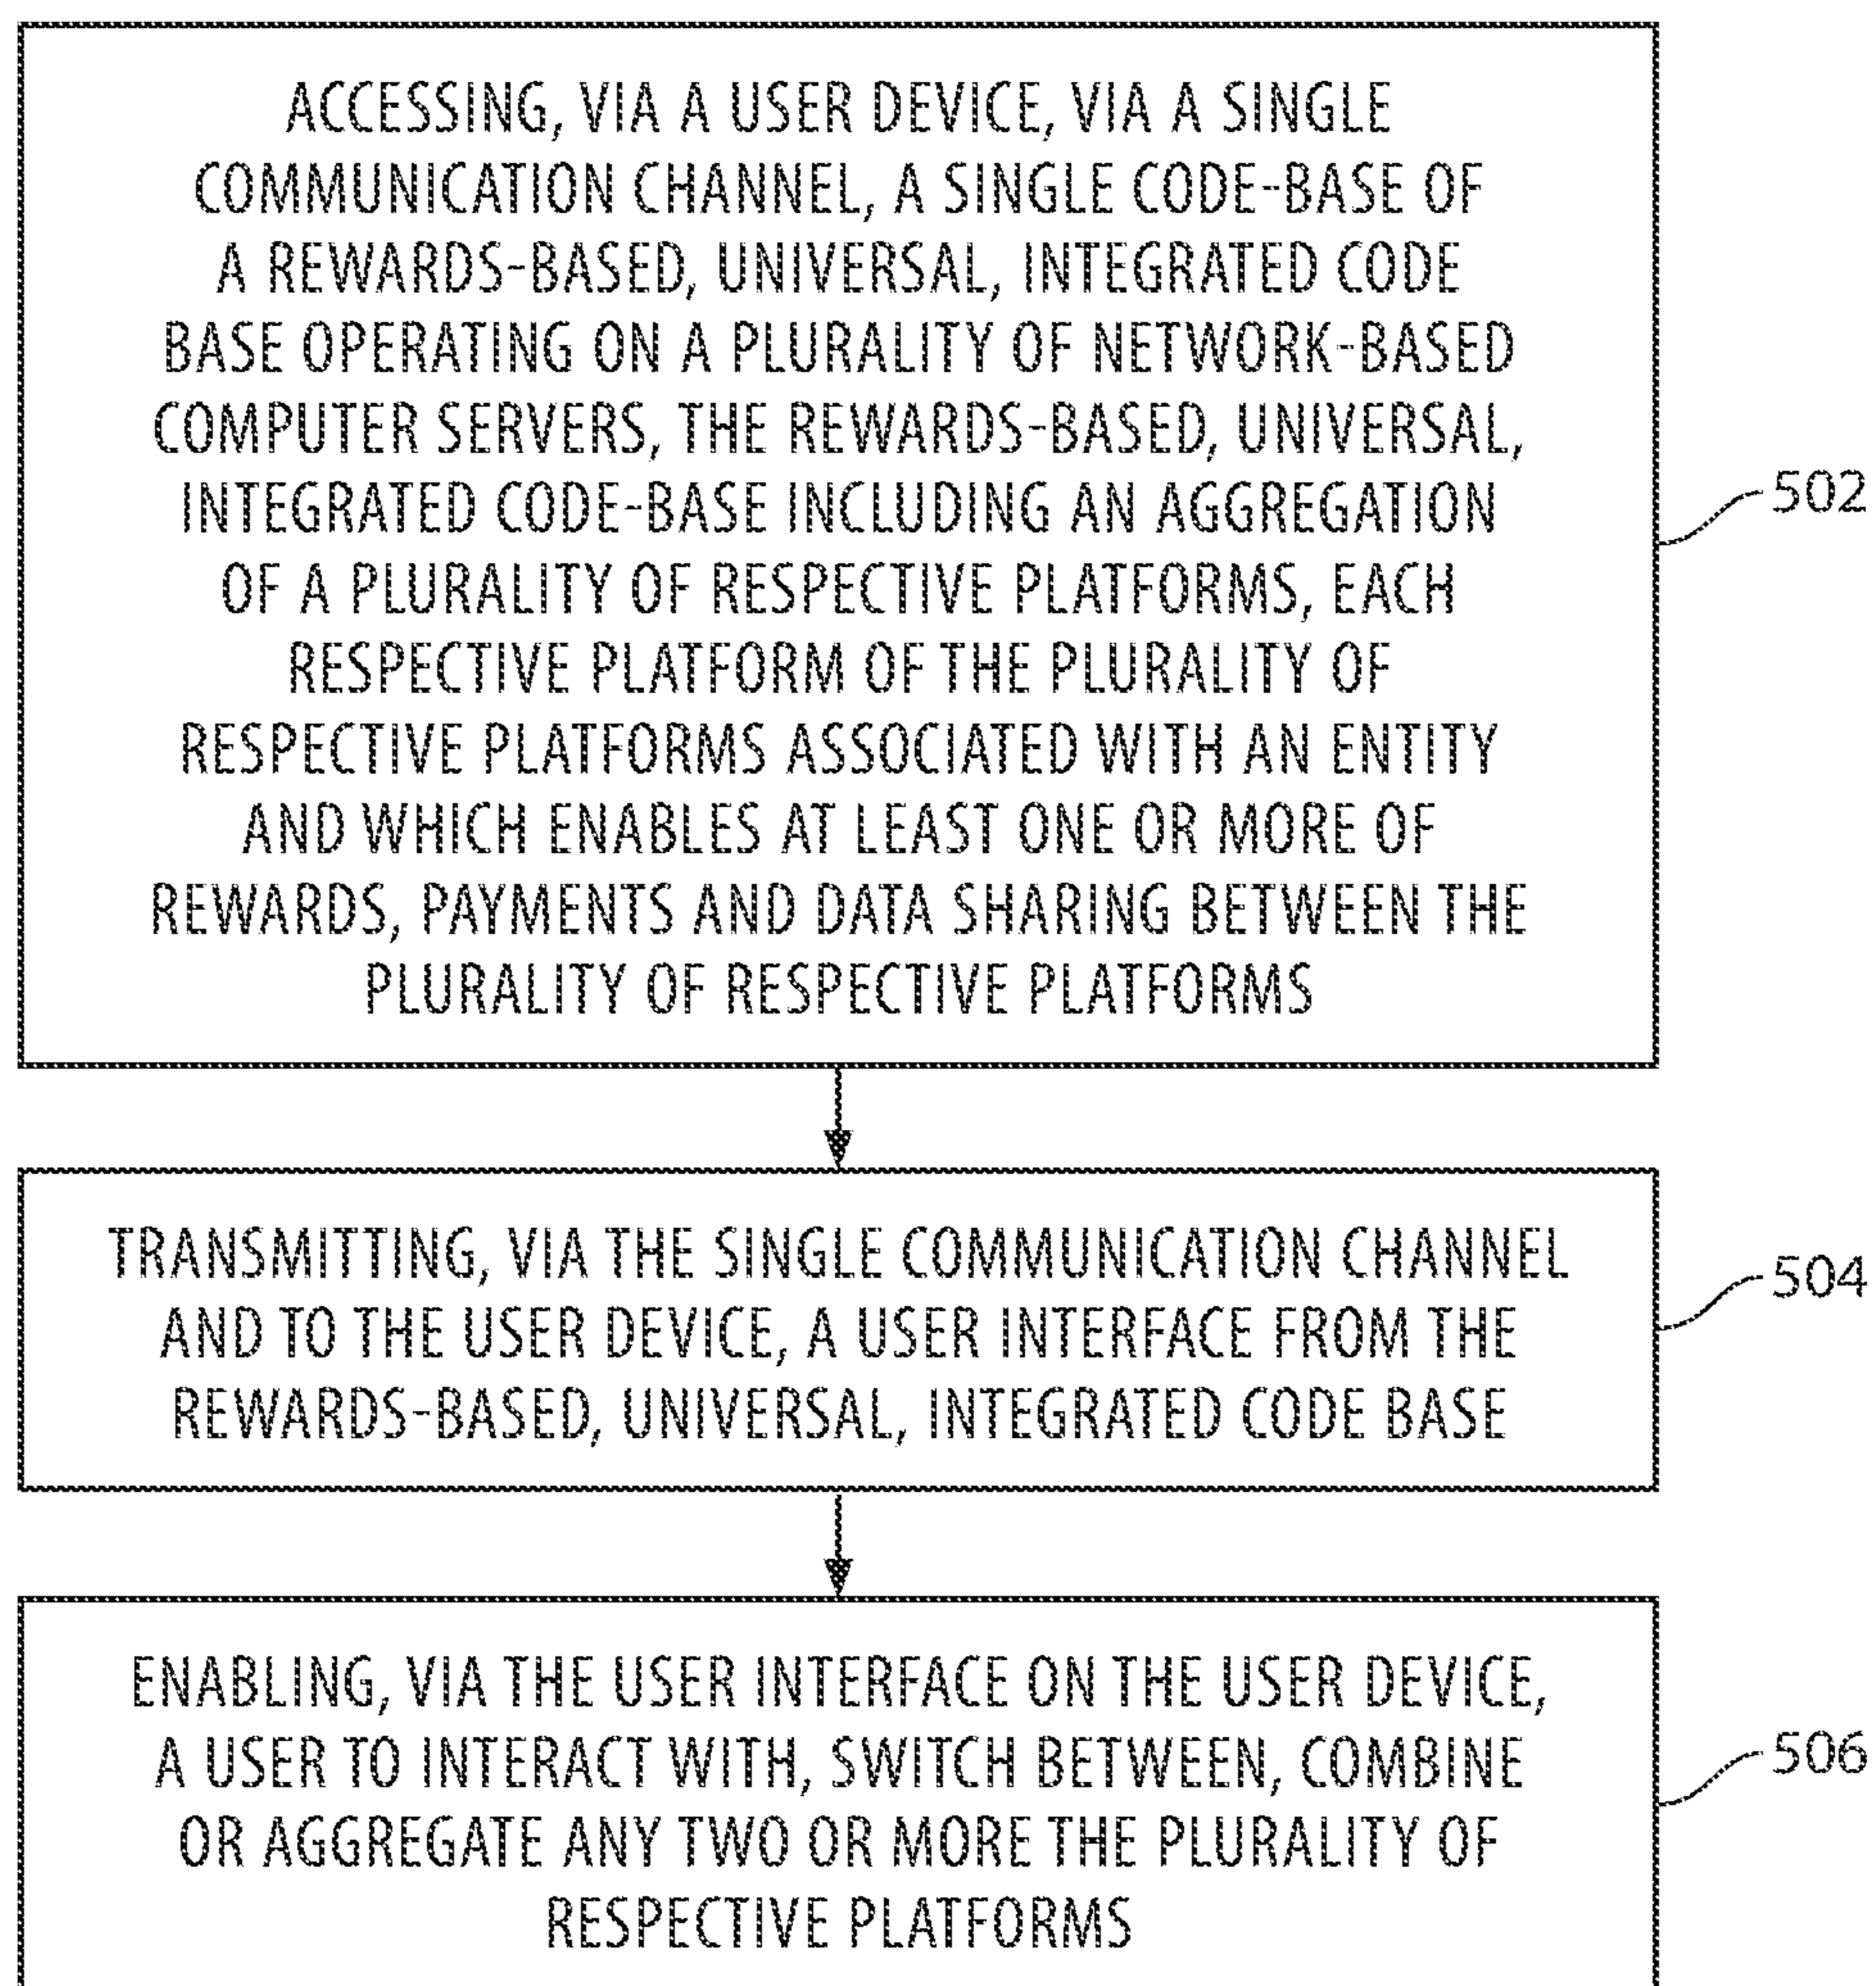 ACCESSING, VIA A USER DEVICE, VIA A SINGLE
COMMUNICATION CHANNEL, A SINGLE CODE-BASE OF
A REWARDS-BASED, UNIVERSAL, INTEGRATED CODE
BASE OPERATING ON A PLURALITY OF NETWORK-BASED
COMPUTER SERVERS, THE REWARDS-BASED, UNIVERSAL,
INTEGRATED CODE-BASE INCLUDING AN AGGREGATION
OF A PLURALITY OF RESPECTIVE PLATFORMS, EACH
RESPECTIVE PLATFORM OF THE PLURALITY OF
RESPECTIVE PLATFORMS ASSOCIATED WITH AN ENTITY
AND WHICH ENABLES AT LEAST ONE OR MORE OF
REWARDS, PAYMENTS AND DATA SHARING BETWEEN THE
PLURALITY OF RESPECTIVE PLATFORMS
502
TRANSMITTING, VIA THE SINGLE COMMUNICATION CHANNEL
AND TO THE USER DEVICE, A USER INTERFACE FROM THE
REWARDS-BASED, UNIVERSAL, INTEGRATED CODE BASE
504
ENABLING, VIA THE USER INTERFACE ON THE USER DEVICE,
A USER TO INTERACT WITH, SWITCH BETWEEN, COMBINE
OR AGGREGATE ANY TWO OR MORE THE PLURALITY OF
RESPECTIVE PLATFORMS
506